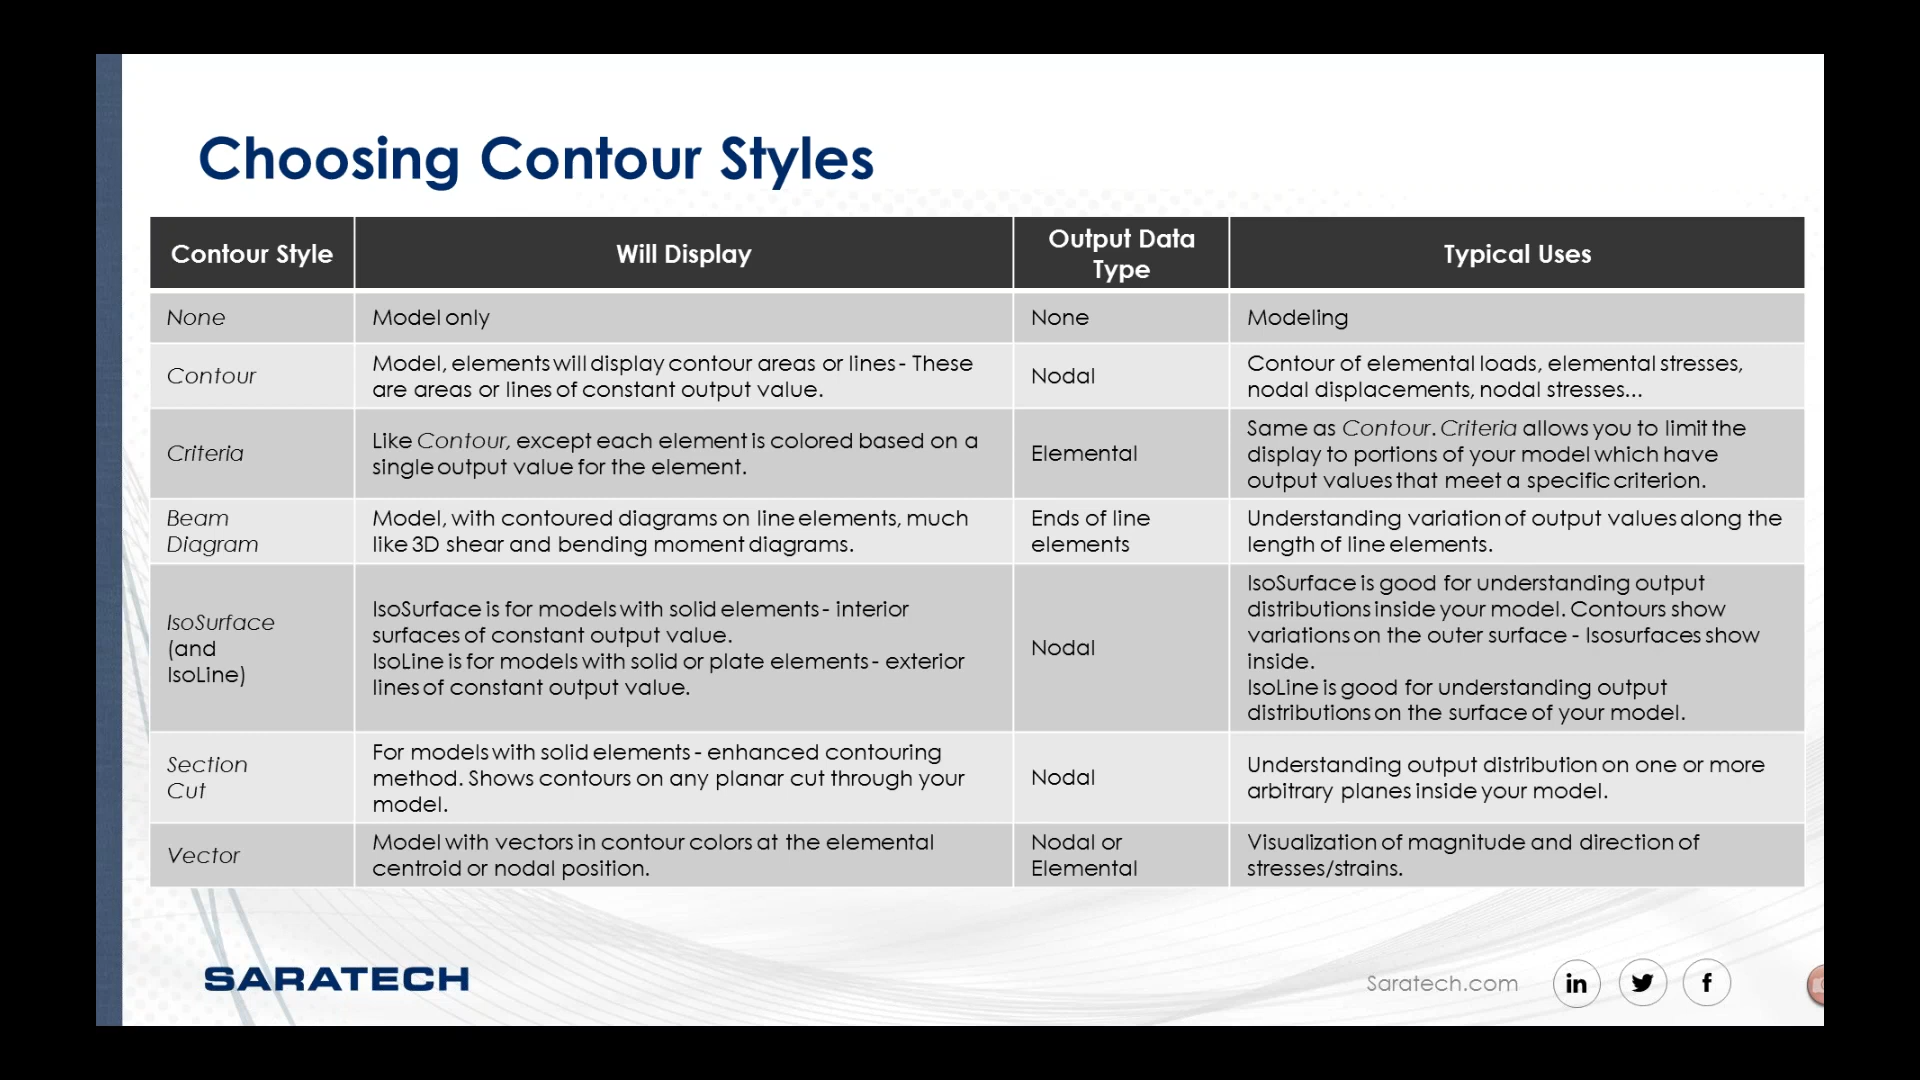 Choosing Contour Styles
Contour Style
Will Display
Output Data
Type
Typical Uses
None
Model only
None
Modeling
Contour
Model, elements will display contour areas or lines - These
are areas or lines of constant output value.
Nodal
Contour of elemental loads, elemental stresses,
nodal displacements, nodal stresses...
Criteria
Like Contour, except each element is colored based on a
single output value for the element.
Elemental
Same as Contour. Criteria allows you to limit the
display to portions of your model which have
output values that meet a specific criterion.
Beam
Diagram
Model, with contoured diagrams on line elements, much
like 3D shear and bending moment diagrams.
Ends of line
elements
Understanding variation of output values along the
length of line elements.
IsoSurface
(and
IsoLine)
IsoSurface is for models with solid elements - interior
surfaces of constant output value.
IsoLine is for models with solid or plate elements - exterior
lines of constant output value.
Nodal
IsoSurface is good for understanding output
distributions inside your model. Contours show
variations on the outer surface - Isosurfaces show
inside.
IsoLine is good for understanding output
distributions on the surface of your model.
Section
Cut
For models with solid elements - enhanced contouring
method. Shows contours on any planar cut through your
model.
Nodal
Understanding output distribution on one or more
arbitrary planes inside your model.
Vector
Model with vectors in contour colors at the elemental
centroid or nodal position.
Nodal or
Elemental
Visualization of magnitude and direction of
stresses/strains.
SARATECH
Saratech.com
in
f